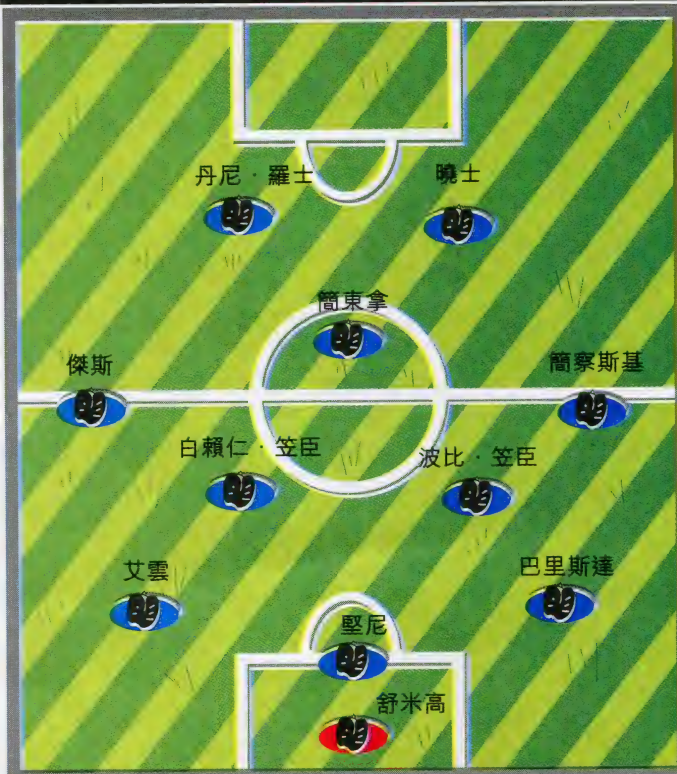 丹尼‧羅士
曉士
簡東拿
傑斯
簡察斯基
白賴仁‧笠臣
波比‧笠臣
艾雲
巴里斯達
堅尼
舒米高